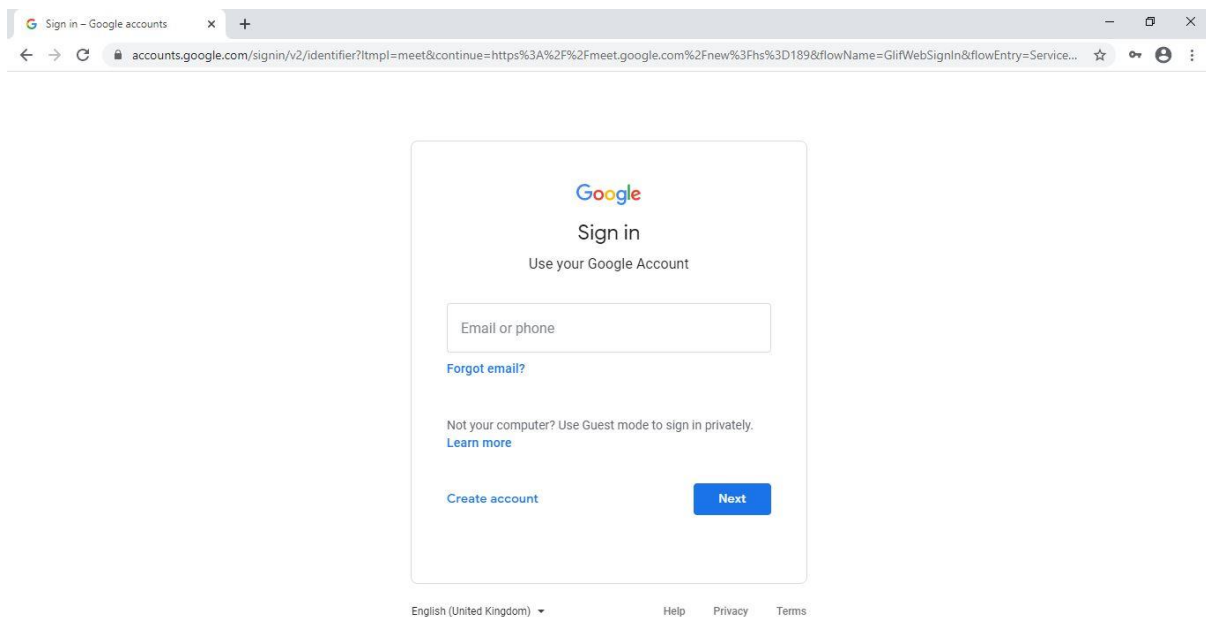 Sign in – Google accounts
accounts.google.com/signin/v2/identifier?ltmpl=meet&continue=https%3A%2F%2Fmeet.google.com%2Fnew%3Fhs%3D189&flowName=GlifWebSignIn&flowEntry=Service...
Google
Sign in
Use your Google Account
Email or phone
Forgot email?
Not your computer? Use Guest mode to sign in privately.
Learn more
Create account Next
English (United Kingdom) Help Privacy Terms